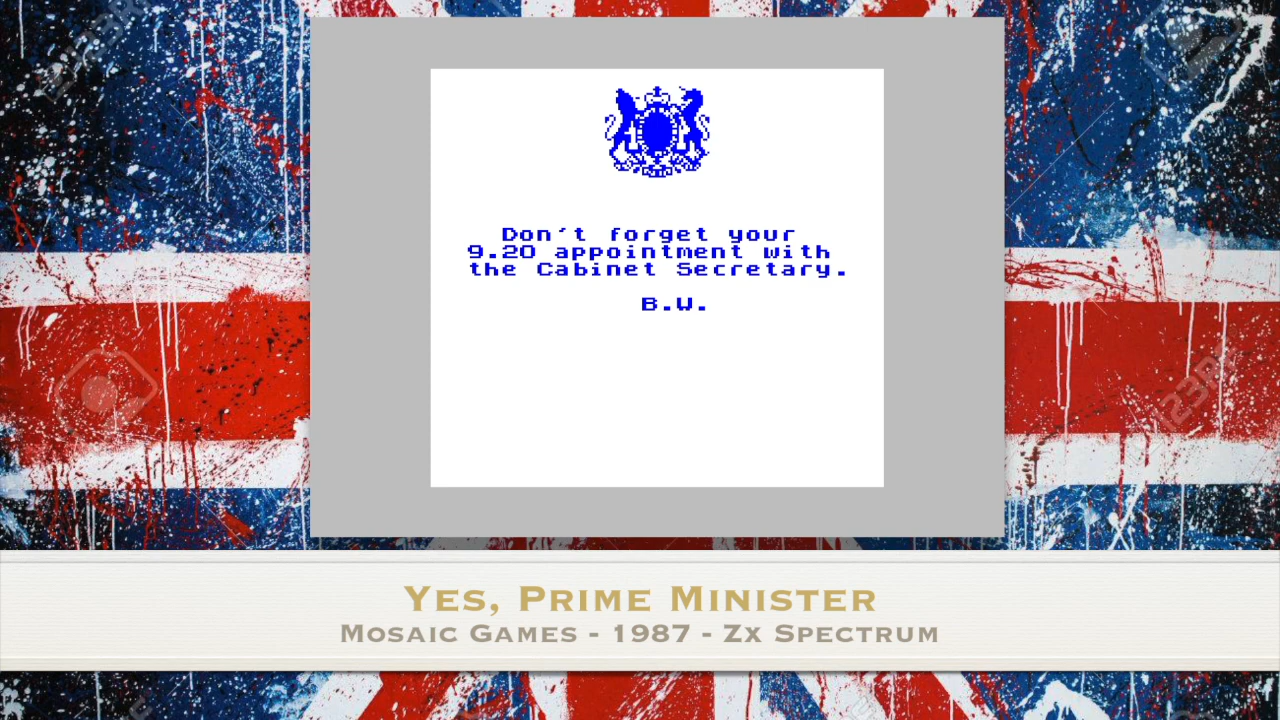 Don't forget your
9.20 appointment with
the Cabinet Secretary.
B.W.
Yes, Prime Minister
Mosaic Games - 1987 - Zx Spectrum